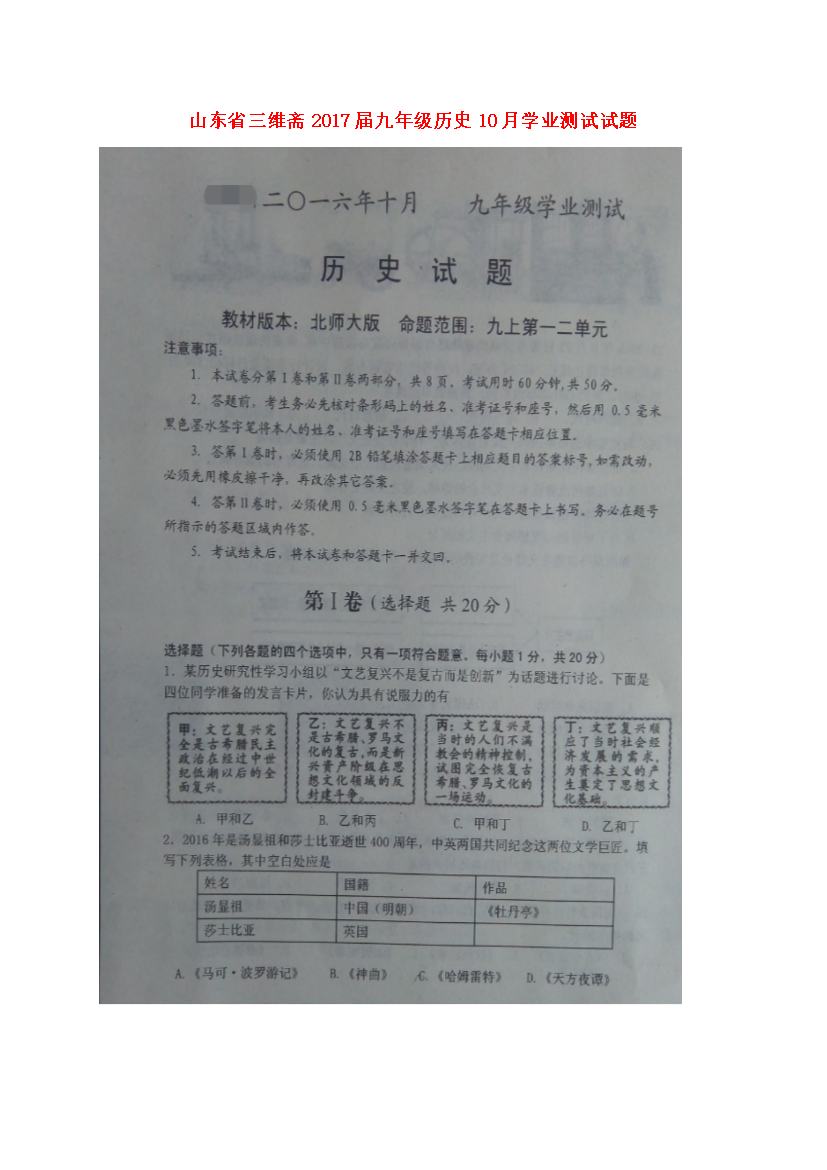 山东省三维斋2017届九年级历史10月学业测试试题
二〇一六年十月 九年级学业测试
历 史 试 题
教材版本：北师大版 命题范围：九上第一二单元
注意事项：
1. 本试卷分第Ⅰ卷和第Ⅱ卷两部分，共8页。考试用时60分钟,共50分。
2. 答题前，考生务必先核对条形码上的姓名、准考证号和座号，然后用 0.5 毫米
黑色墨水签字笔将本人的姓名、准考证号和座号填写在答题卡相应位置。
3. 答第Ⅰ卷时，必须使用 2B 铅笔填涂答题卡上相应题目的答案标号,如需改动,
必须先用橡皮擦干净，再改涂其它答案。
4. 答第Ⅱ卷时，必须使用 0.5 毫米黑色墨水签字笔在答题卡上书写。务必在题号
所指示的答题区域内作答。
5. 考试结束后，将本试卷和答题卡一并交回。
第Ⅰ卷（选择题 共20分）
选择题（下列各题的四个选项中，只有一项符合题意。每小题1分，共20分）
1. 某历史研究性学习小组以“文艺复兴不是复古而是创新”为话题进行讨论。下面是
四位同学准备的发言卡片，你认为具有说服力的有
甲：文艺复兴完
全是古希腊民主
政治在经过中世
纪低潮以后的全
面复兴。
乙：文艺复兴不
是古希腊、罗马文
化的复古,而是新
兴资产阶级在思
想文化领域的反
封建斗争。
丙：文艺复兴是
当时的人们不满
教会的精神控制,
试图完全恢复古
希腊、罗马文化的
一场运动。
丁：文艺复兴顺
应了当时社会经
济发展的需求,
为资本主义的产
生奠定了思想文
化基础。
A. 甲和乙 B. 乙和丙 C. 甲和丁 D. 乙和丁
2. 2016年是汤显祖和莎士比亚逝世400周年，中英两国共同纪念这两位文学巨匠。填
写下列表格，其中空白处应是
姓名 国籍 作品
汤显祖 中国（明朝） 《牡丹亭》
莎士比亚 英国
A.《马可·波罗游记》 B.《神曲》 C.《哈姆雷特》 D.《天方夜谭》